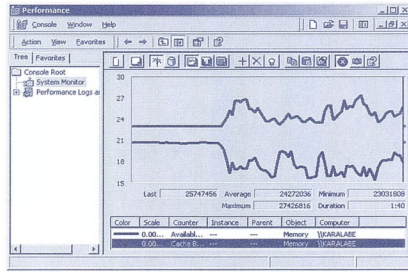 Performance
Console Window Help
Action View Favorites
Tree Favorites
Console Root
System Monitor
Performance Logs a
30
27
24
21
18
15
Last 25747456 Average 24272036 Minimum 23031808
Maximum 27426816 Duration 1:40
Color Scale Counter Instance Parent Object Computer
0.00... Availabl... --- --- Memory \\KARALABE
0.00... Cache B... --- --- Memory \\KARALABE